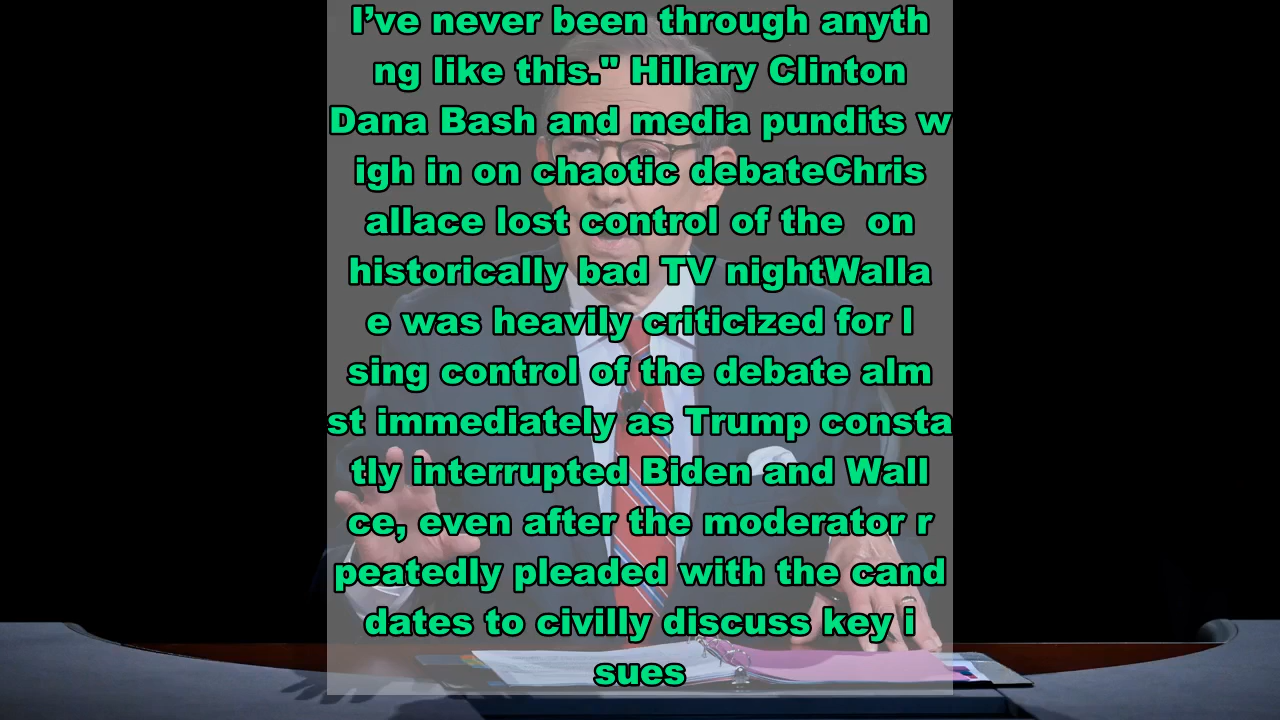 I’ve never been through anyth
ng like this." Hillary Clinton
Dana Bash and media pundits w
igh in on chaotic debateChris
allace lost control of the  on
historically bad TV nightWalla
e was heavily criticized for l
sing control of the debate alm
st immediately as Trump consta
tly interrupted Biden and Wall
ce, even after the moderator r
peatedly pleaded with the cand
dates to civilly discuss key i
sues